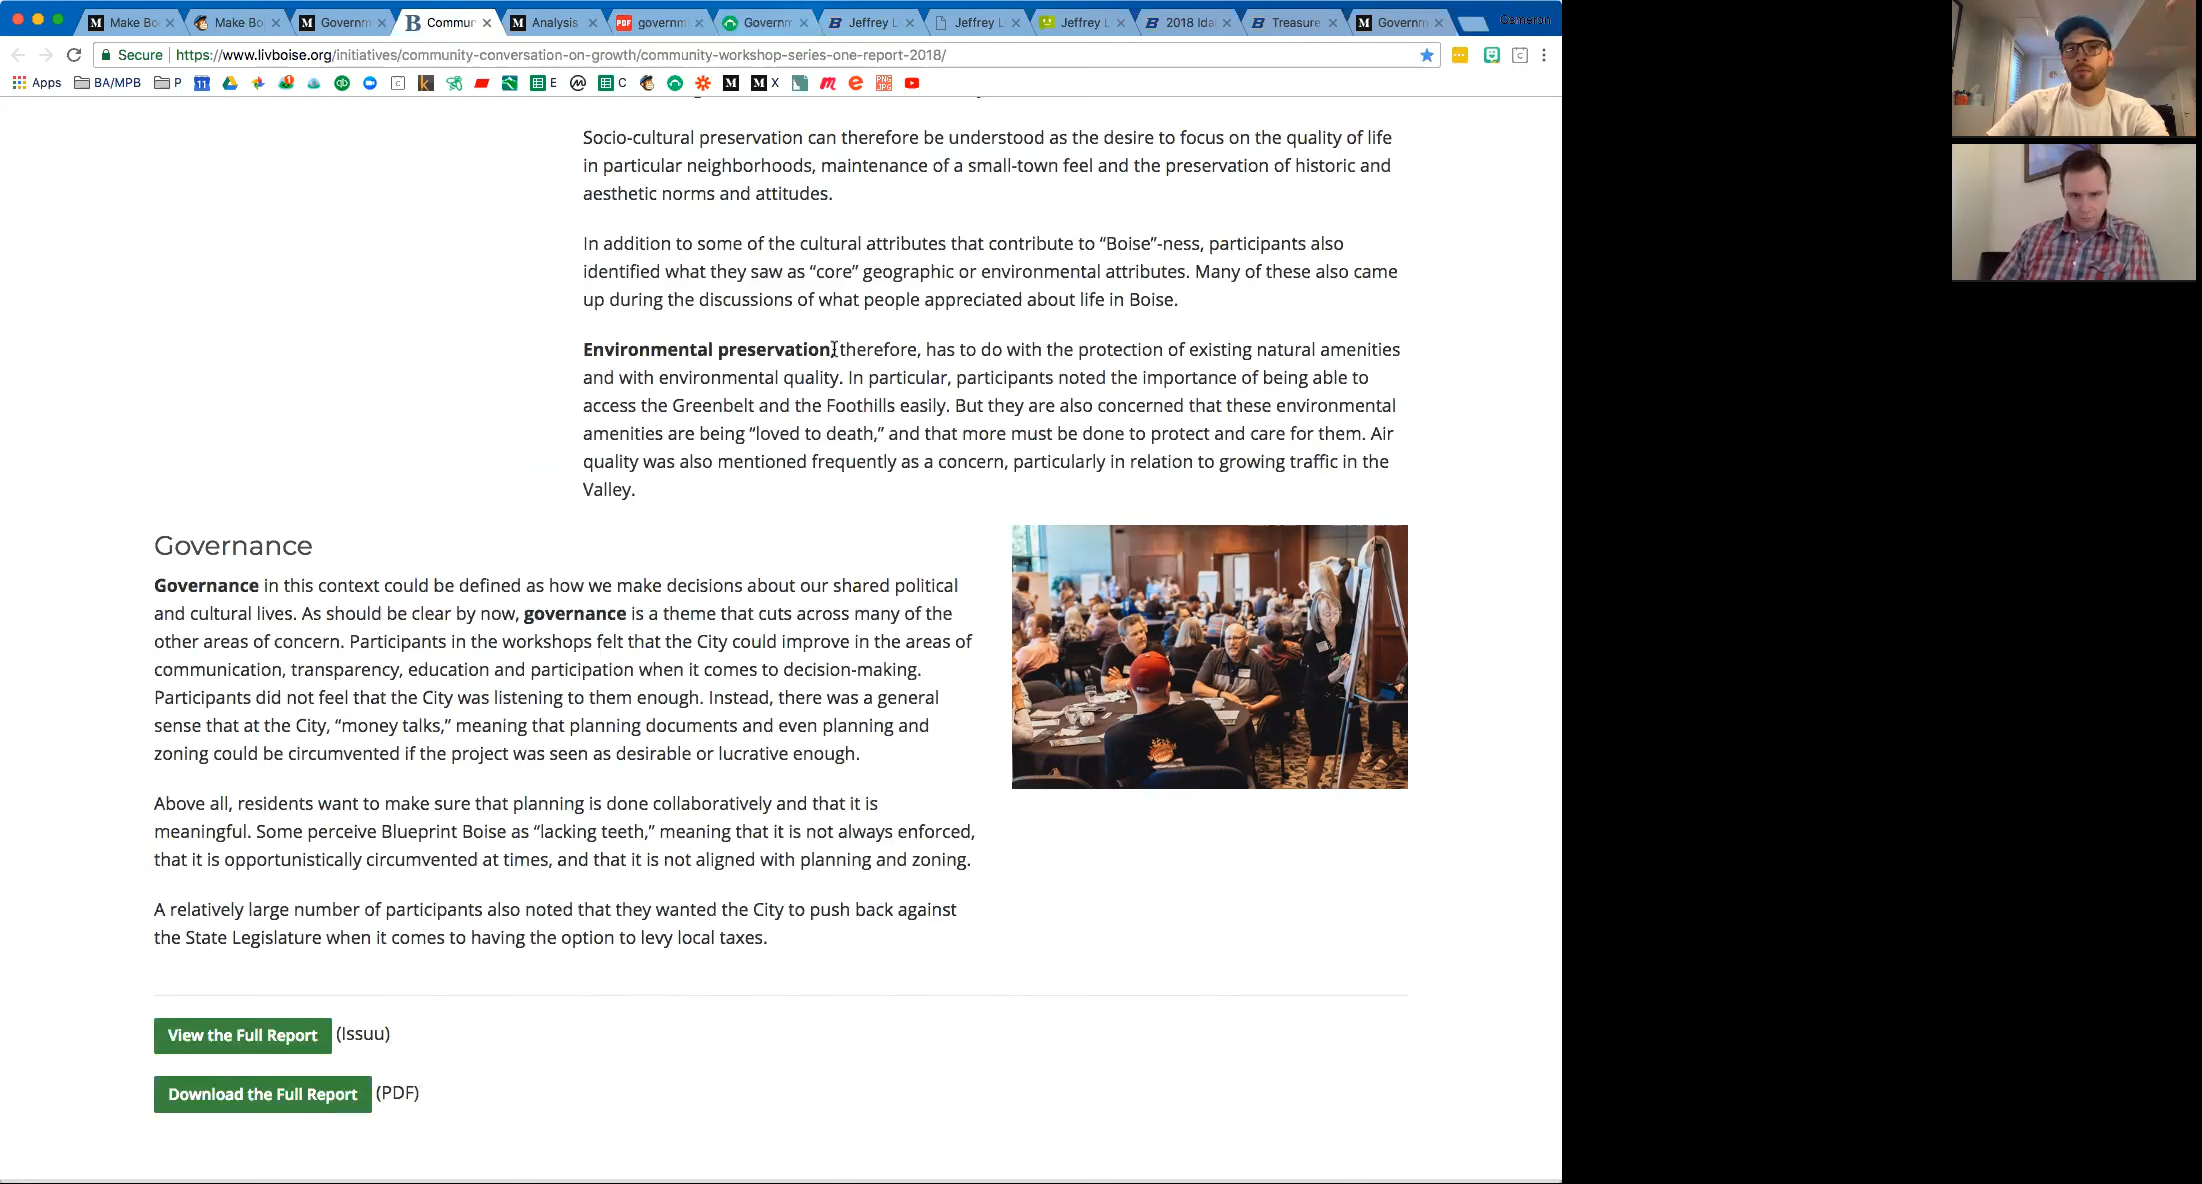 Make Bo
Make Bo
Governm
Commun
Analysis
governm
Governm
Jeffrey L
Jeffrey L
Jeffrey L
2018 Ida
Treasure
Governm
Cameron
Secure
https://www.livboise.org/initiatives/community-conversation-on-growth/community-workshop-series-one-report-2018/
Apps
BA/MPB
P
E
C
X
Socio-cultural preservation can therefore be understood as the desire to focus on the quality of life
in particular neighborhoods, maintenance of a small-town feel and the preservation of historic and
aesthetic norms and attitudes.
In addition to some of the cultural attributes that contribute to “Boise”-ness, participants also
identified what they saw as “core” geographic or environmental attributes. Many of these also came
up during the discussions of what people appreciated about life in Boise.
Environmental preservation, therefore, has to do with the protection of existing natural amenities
and with environmental quality. In particular, participants noted the importance of being able to
access the Greenbelt and the Foothills easily. But they are also concerned that these environmental
amenities are being “loved to death,” and that more must be done to protect and care for them. Air
quality was also mentioned frequently as a concern, particularly in relation to growing traffic in the
Valley.
Governance
Governance in this context could be defined as how we make decisions about our shared political
and cultural lives. As should be clear by now, governance is a theme that cuts across many of the
other areas of concern. Participants in the workshops felt that the City could improve in the areas of
communication, transparency, education and participation when it comes to decision-making.
Participants did not feel that the City was listening to them enough. Instead, there was a general
sense that at the City, “money talks,” meaning that planning documents and even planning and
zoning could be circumvented if the project was seen as desirable or lucrative enough.
Above all, residents want to make sure that planning is done collaboratively and that it is
meaningful. Some perceive Blueprint Boise as “lacking teeth,” meaning that it is not always enforced,
that it is opportunistically circumvented at times, and that it is not aligned with planning and zoning.
A relatively large number of participants also noted that they wanted the City to push back against
the State Legislature when it comes to having the option to levy local taxes.
View the Full Report (Issuu)
Download the Full Report (PDF)